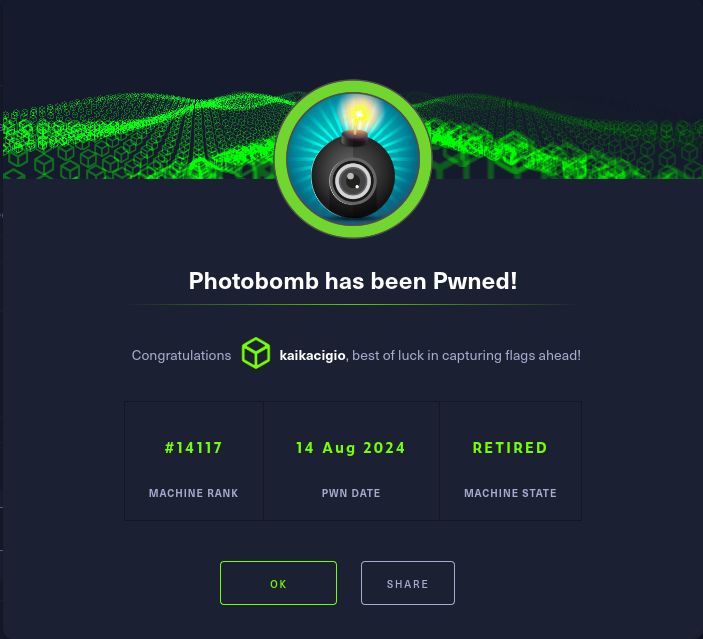 Photobomb has been Pwned!
Congratulations kaikacigio, best of luck in capturing flags ahead!
#14117 14 Aug 2024 RETIRED
MACHINE RANK PWN DATE MACHINE STATE
OK SHARE